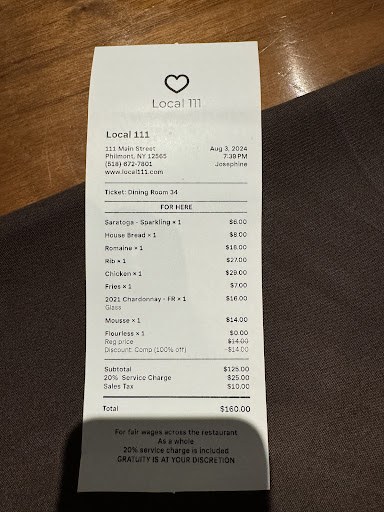 Local 111
Local 111
111 Main Street Aug 3, 2024
Philmont, NY 12565 7:39 PM
(518) 672-7801 Josephine
www.local111.com
Ticket: Dining Room 34
FOR HERE
Saratoga - Sparkling × 1 $6.00
House Bread × 1 $8.00
Romaine × 1 $18.00
Rib × 1 $27.00
Chicken × 1 $29.00
Fries × 1 $7.00
2021 Chardonnay - FR × 1 $16.00
Glass
Mousse × 1 $14.00
Flourless × 1 $0.00
Reg price $14.00
Discount: Comp (100% off) -$14.00
Subtotal $125.00
20% Service Charge $25.00
Sales Tax $10.00
Total $160.00
For fair wages across the restaurant
As a whole
20% service charge is included
GRATUITY IS AT YOUR DISCRETION